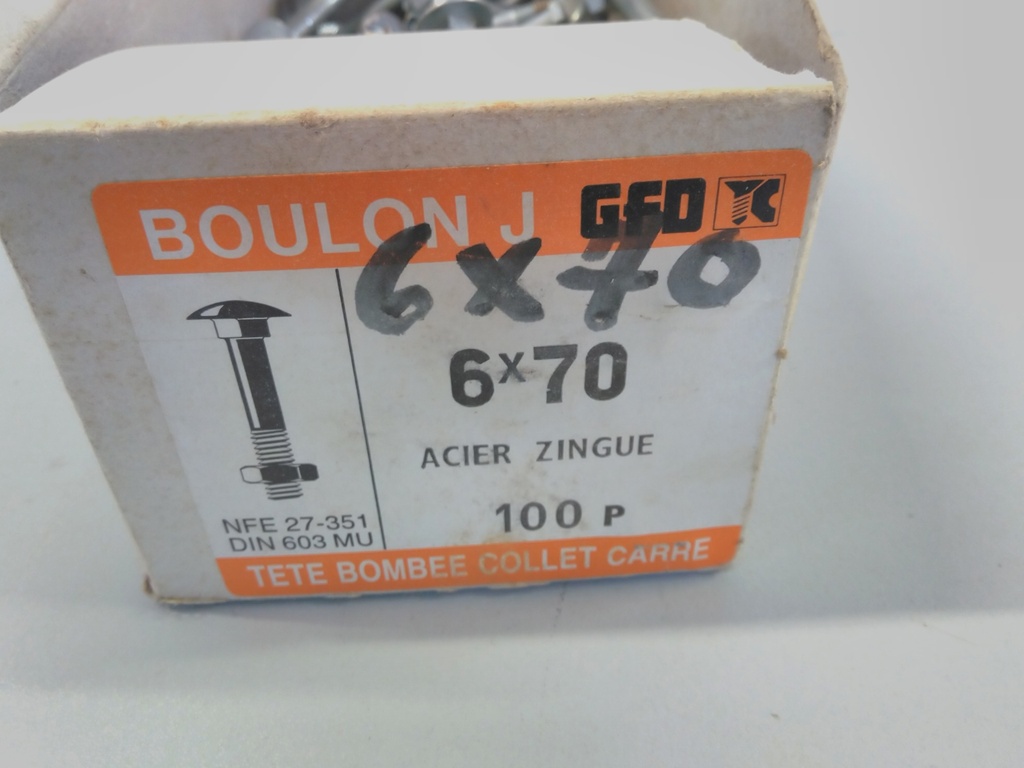 BOULON J GFD
6x70
6x70
ACIER ZINGUE
100 P
NFE 27-351
DIN 603 MU
TETE BOMBEE COLLET CARRE